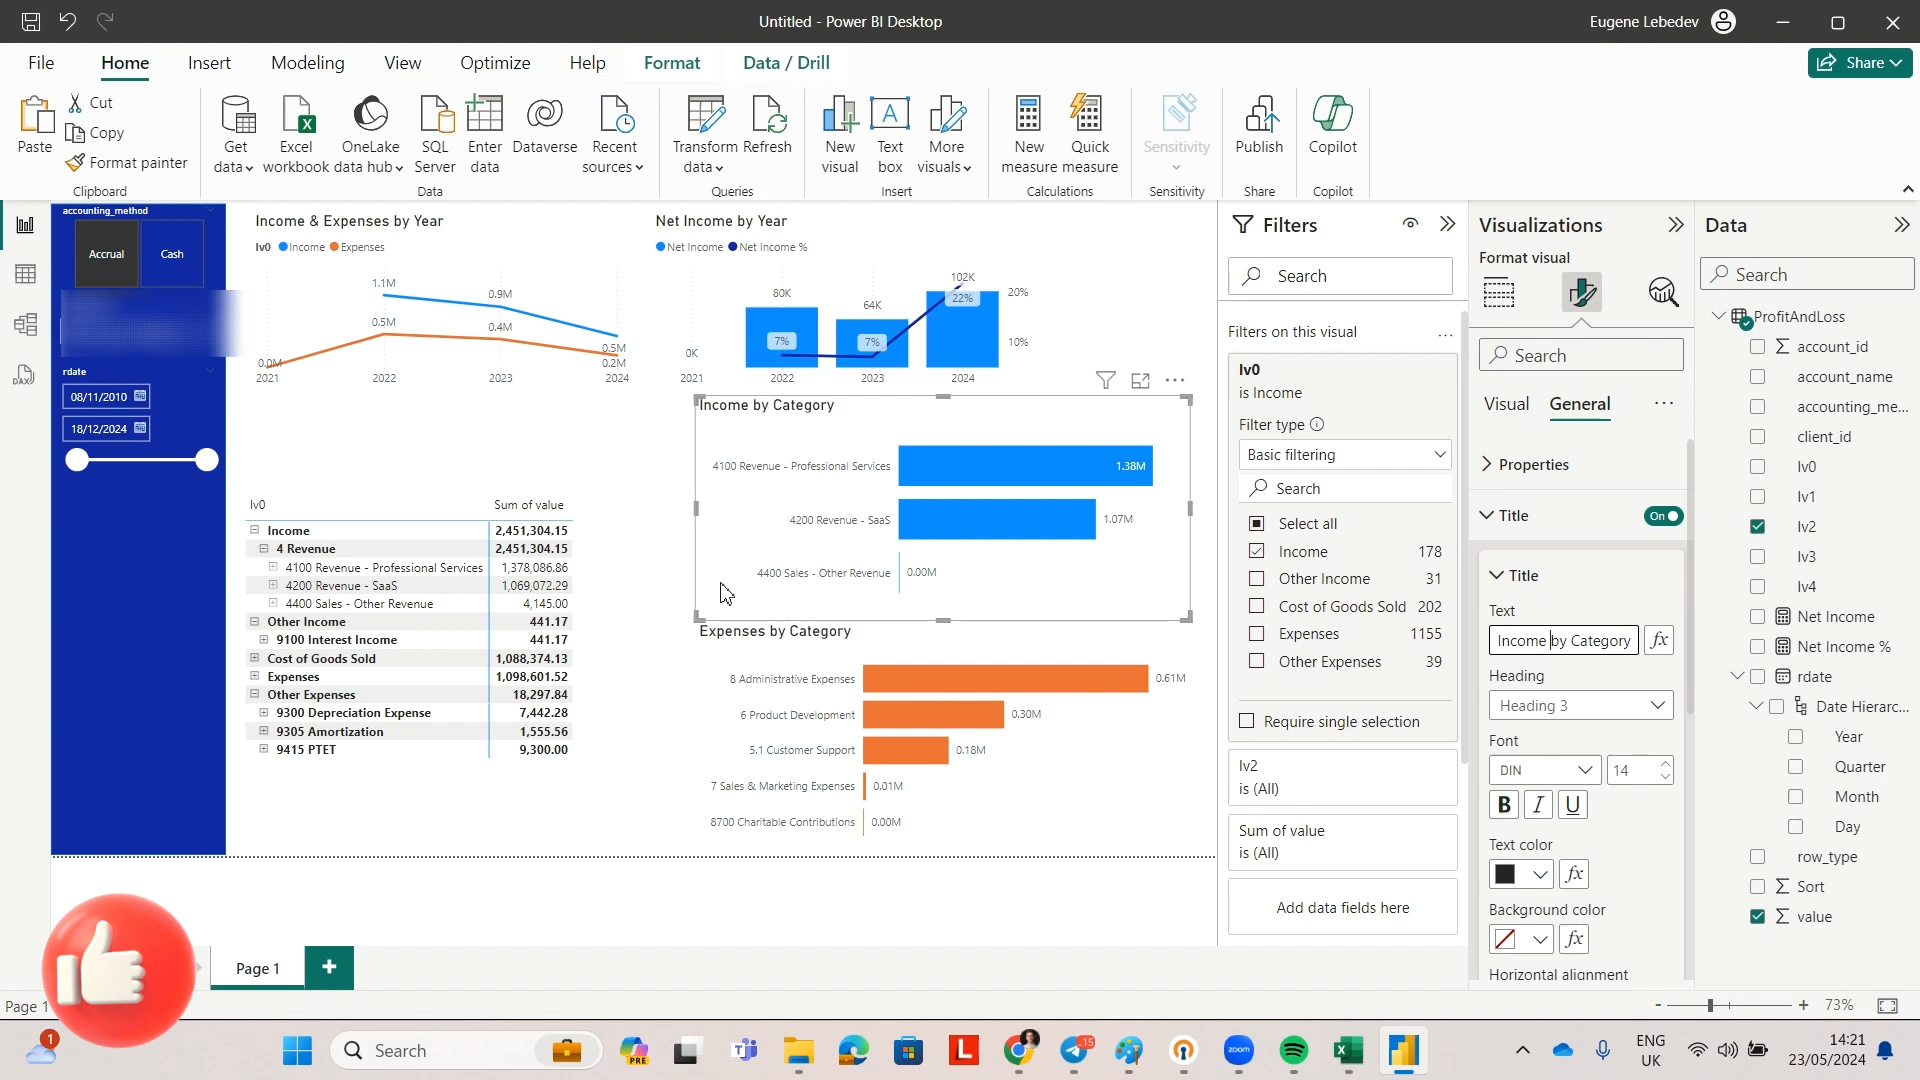 Untitled - Power BI Desktop
Eugene Lebedev
File Home Insert Modeling View Optimize Help Format Data / Drill
Share
Paste
Cut
Copy
Format painter
Clipboard
Get data
Excel workbook
OneLake data hub
SQL Server
Enter data
Dataverse
Recent sources
Data
Transform data
Refresh
Queries
New visual
Text box
More visuals
Insert
New measure
Quick measure
Calculations
Sensitivity
Sensitivity
Publish
Share
Copilot
Copilot
accounting_method
Accrual
Cash
rdate
08/11/2010
18/12/2024
Income & Expenses by Year
lv0 Income Expenses
1.1M
0.9M
0.5M
0.4M
0.5M
0.0M
0.2M
2021 2022 2023 2024
Net Income by Year
Net Income Net Income %
102K
80K
64K
22%
20%
7%
7%
10%
0K
2021 2022 2023 2024
Income by Category
4100 Revenue - Professional Services 1.38M
4200 Revenue - SaaS 1.07M
4400 Sales - Other Revenue 0.00M
lv0 Sum of value
Income 2,451,304.15
4 Revenue 2,451,304.15
4100 Revenue - Professional Services 1,378,086.86
4200 Revenue - SaaS 1,069,072.29
4400 Sales - Other Revenue 4,145.00
Other Income 441.17
9100 Interest Income 441.17
Cost of Goods Sold 1,088,374.13
Expenses 1,098,601.52
Other Expenses 18,297.84
9300 Depreciation Expense 7,442.28
9305 Amortization 1,555.56
9415 PTET 9,300.00
Expenses by Category
8 Administrative Expenses 0.61M
6 Product Development 0.30M
5.1 Customer Support 0.18M
7 Sales & Marketing Expenses 0.01M
8700 Charitable Contributions 0.00M
Filters
Search
Filters on this visual
lv0
is Income
Filter type
Basic filtering
Search
Select all
Income 178
Other Income 31
Cost of Goods Sold 202
Expenses 1155
Other Expenses 39
Require single selection
lv2
is (All)
Sum of value
is (All)
Add data fields here
Visualizations
Format visual
Search
Visual General
Properties
Title On
Title
Text
Income by Category fx
Heading
Heading 3
Font
DIN 14
B I U
Text color
fx
Background color
fx
Horizontal alignment
Data
Search
ProfitAndLoss
account_id
account_name
accounting_me...
client_id
lv0
lv1
lv2
lv3
lv4
Net Income
Net Income %
rdate
Date Hierarc...
Year
Quarter
Month
Day
row_type
Sort
value
Page 1
Page 1
73%
1
Search
PRE
L
15
zoom
ENG
UK
14:21
23/05/2024